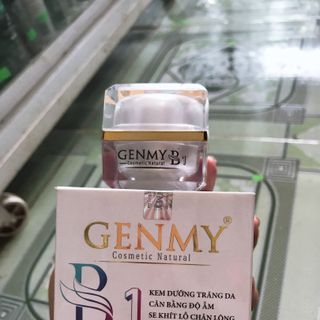 GENMY B1
Cosmetic Natural
GENMY®
Cosmetic Natural
B1
KEM DƯỠNG TRẮNG DA
CÂN BẰNG ĐỘ ẨM
SE KHÍT LỖ CHÂN LÔNG